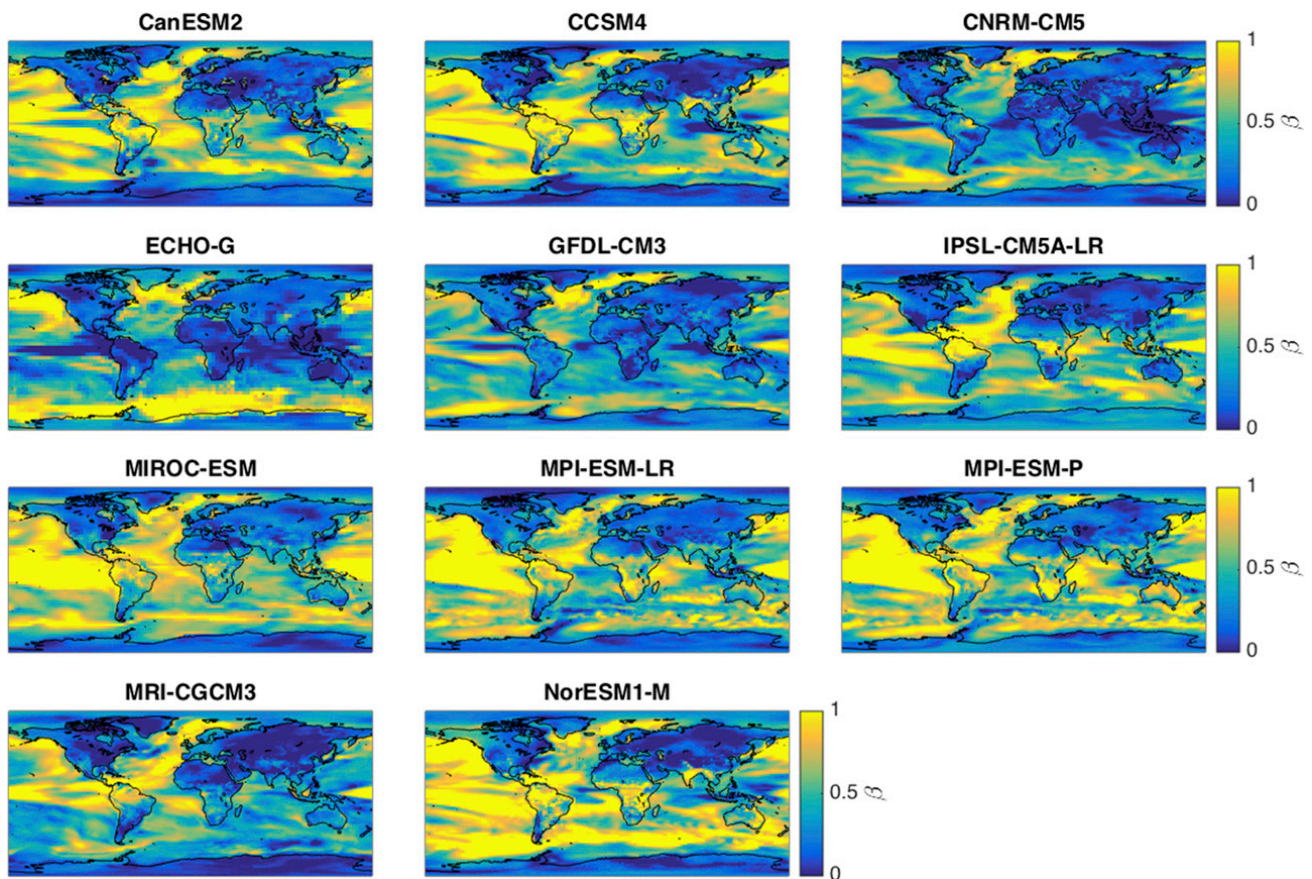 CanESM2 CCSM4 CNRM-CM5
1
0.5 β
0
ECHO-G GFDL-CM3 IPSL-CM5A-LR
1
0.5 β
0
MIROC-ESM MPI-ESM-LR MPI-ESM-P
1
0.5 β
0
MRI-CGCM3 NorESM1-M
1
0.5 β
0